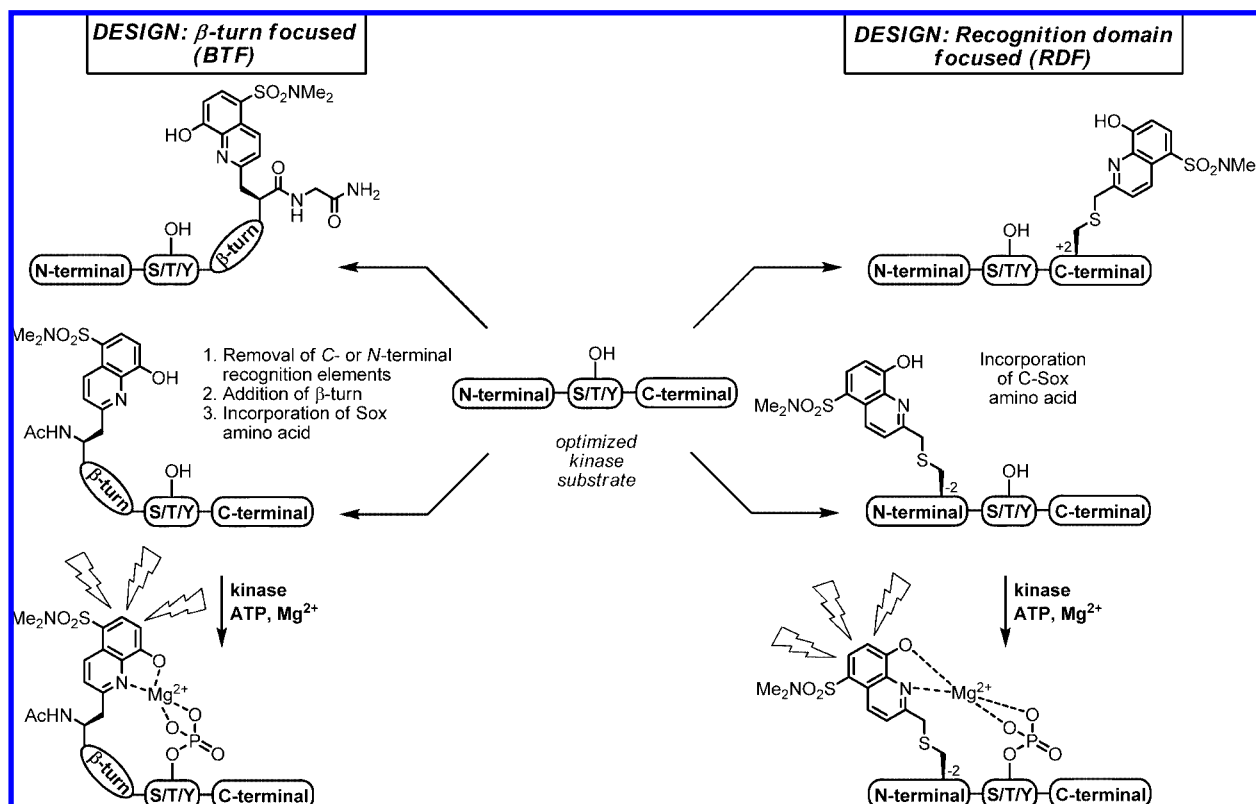 DESIGN: β-turn focused
(BTF)
DESIGN: Recognition domain
focused (RDF)
SO₂NMe₂
HO
N
O
N
H
NH₂
O
OH
β-turn
N-terminal
S/T/Y
HO
N
SO₂NMe
S
OH
+2
N-terminal
S/T/Y
C-terminal
Me₂NO₂S
OH
N
AcHN
β-turn
OH
S/T/Y
C-terminal
1. Removal of C- or N-terminal
recognition elements
2. Addition of β-turn
3. Incorporation of Sox
amino acid
OH
N-terminal
S/T/Y
C-terminal
optimized
kinase
substrate
OH
Me₂NO₂S
N
S
-2
OH
N-terminal
S/T/Y
C-terminal
Incorporation
of C-Sox
amino acid
kinase
ATP, Mg²⁺
kinase
ATP, Mg²⁺
Me₂NO₂S
O
N
Mg²⁺
AcHN
O
O
P
O
O
β-turn
S/T/Y
C-terminal
O
Me₂NO₂S
N
Mg²⁺
S
O
O
P
O
O
-2
N-terminal
S/T/Y
C-terminal